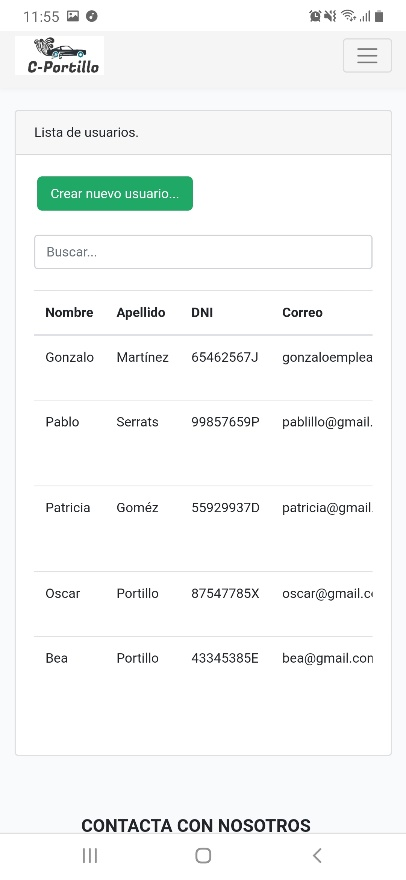 11:55
C-Portillo
Lista de usuarios.
Crear nuevo usuario...
Buscar...
Nombre Apellido DNI Correo
Gonzalo Martínez 65462567J gonzaloemplea
Pablo Serrats 99857659P pablillo@gmail.
Patricia Goméz 55929937D patricia@gmail.
Oscar Portillo 87547785X oscar@gmail.c
Bea Portillo 43345385E bea@gmail.con
CONTACTA CON NOSOTROS